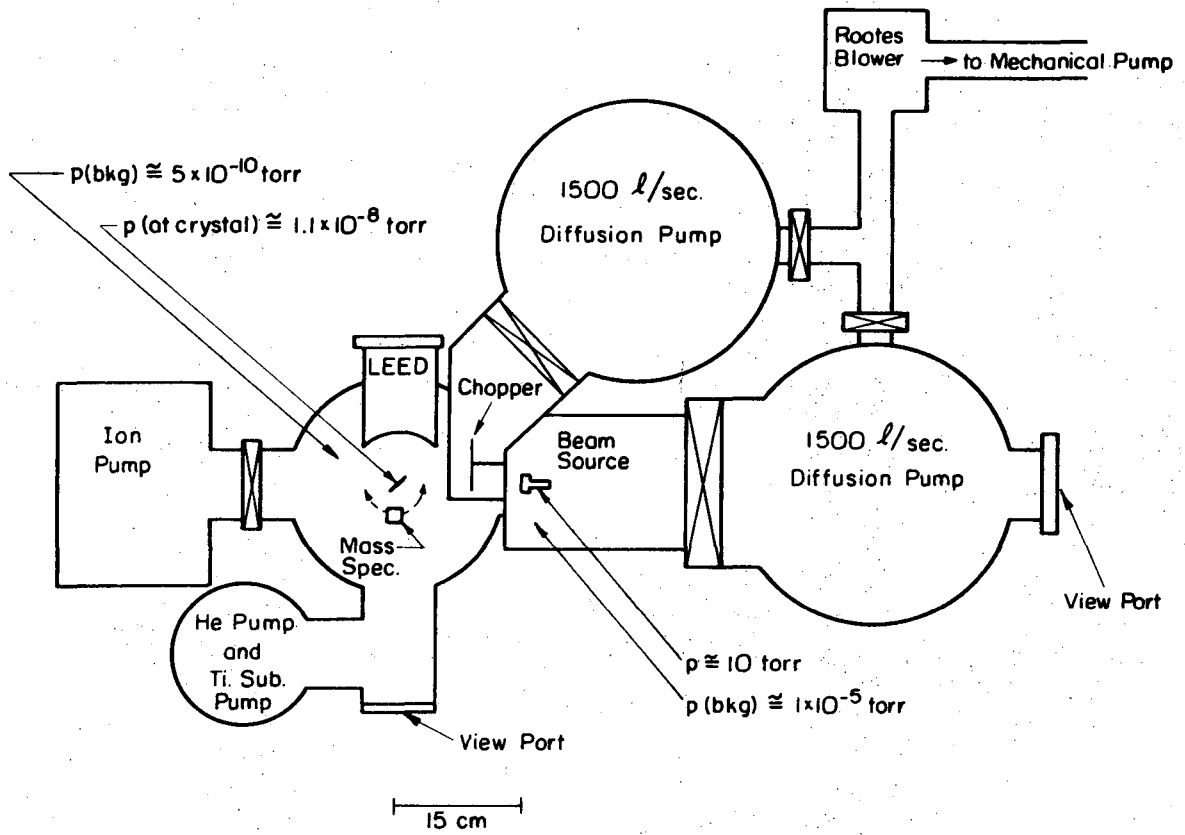 Rootes
Blower
to Mechanical Pump
p(bkg) ≅ 5 × 10⁻¹⁰ torr
p (at crystal) ≅ 1.1 × 10⁻⁸ torr
1500 ℓ/sec.
Diffusion Pump
LEED
Chopper
Ion
Pump
Beam
Source
1500 ℓ/sec.
Diffusion Pump
Mass
Spec.
View Port
He Pump
and
Ti. Sub.
Pump
p ≅ 10 torr
p (bkg) ≅ 1×10⁻⁵ torr
View Port
15 cm